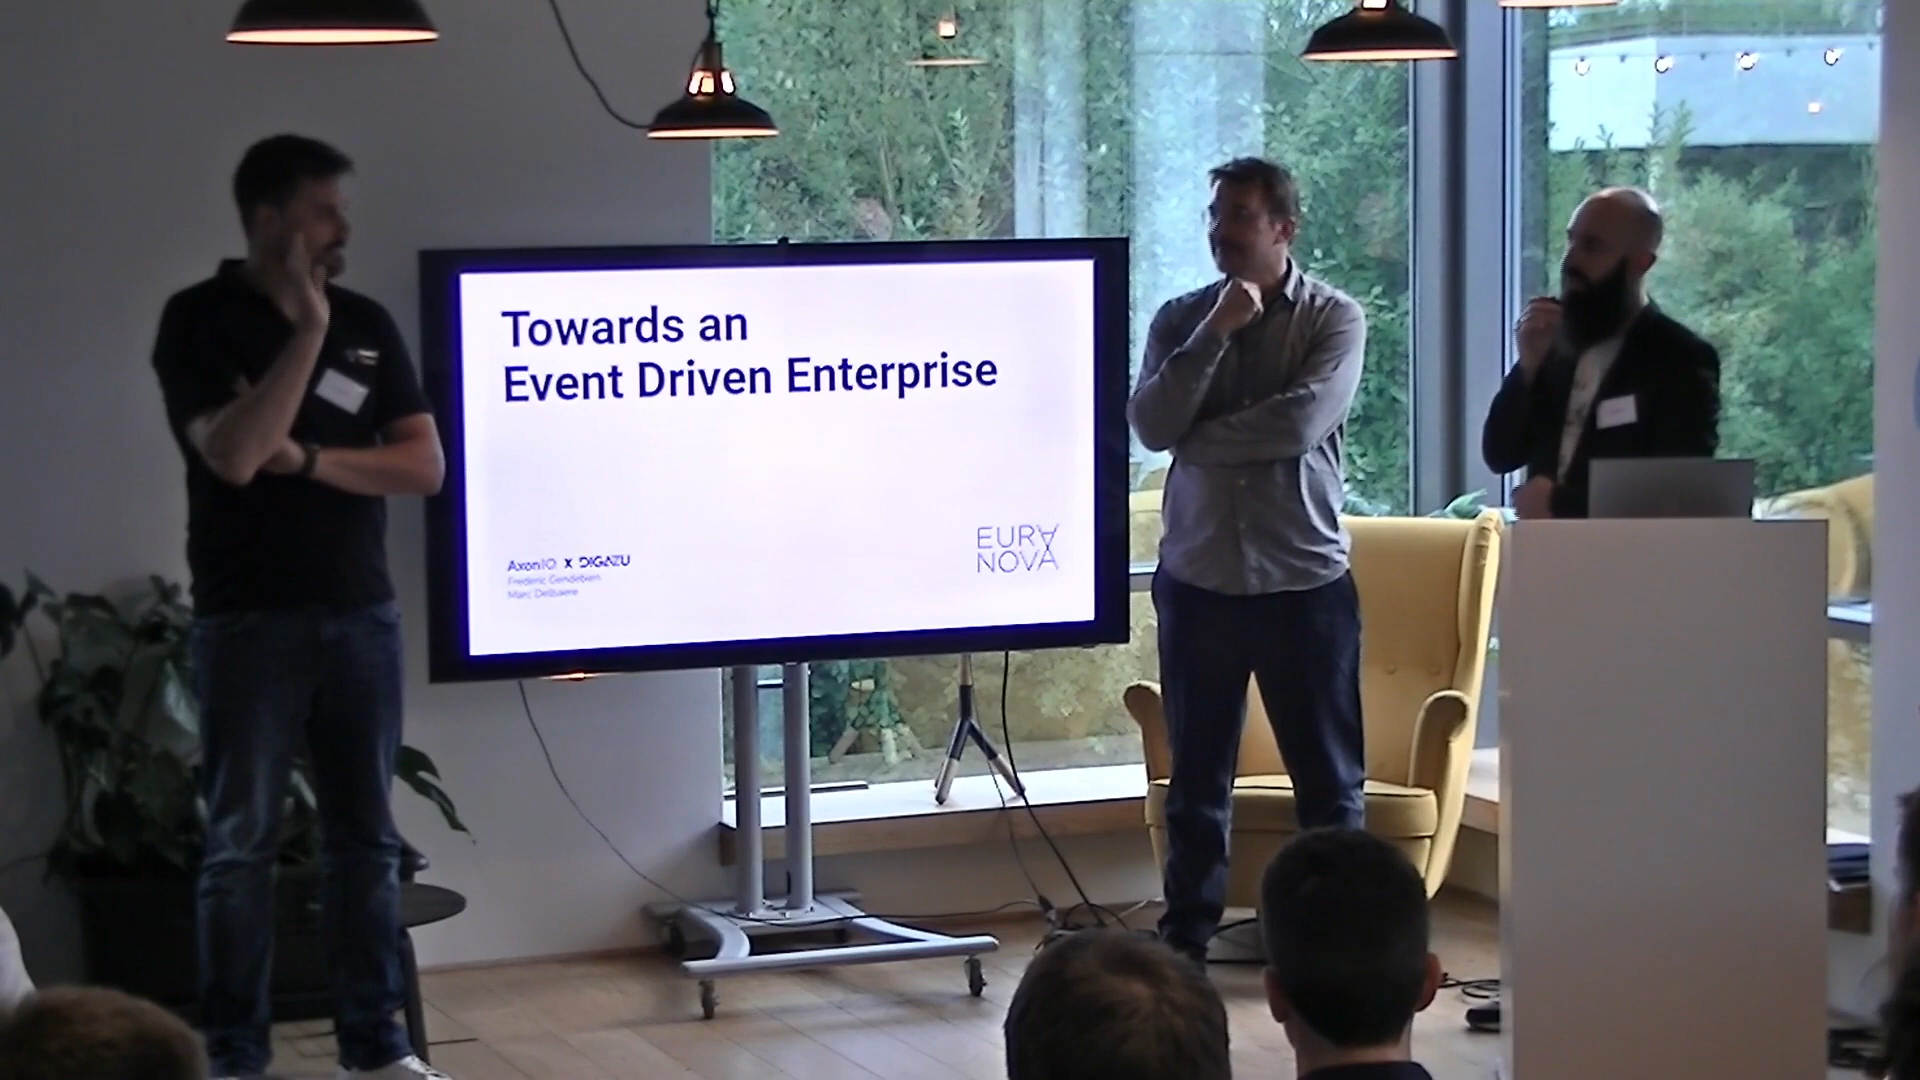 Towards an
Event Driven Enterprise
AxonIQ x DIGAZU
Frederic Gendebien
Marc Delbaere
EURA
NOVA